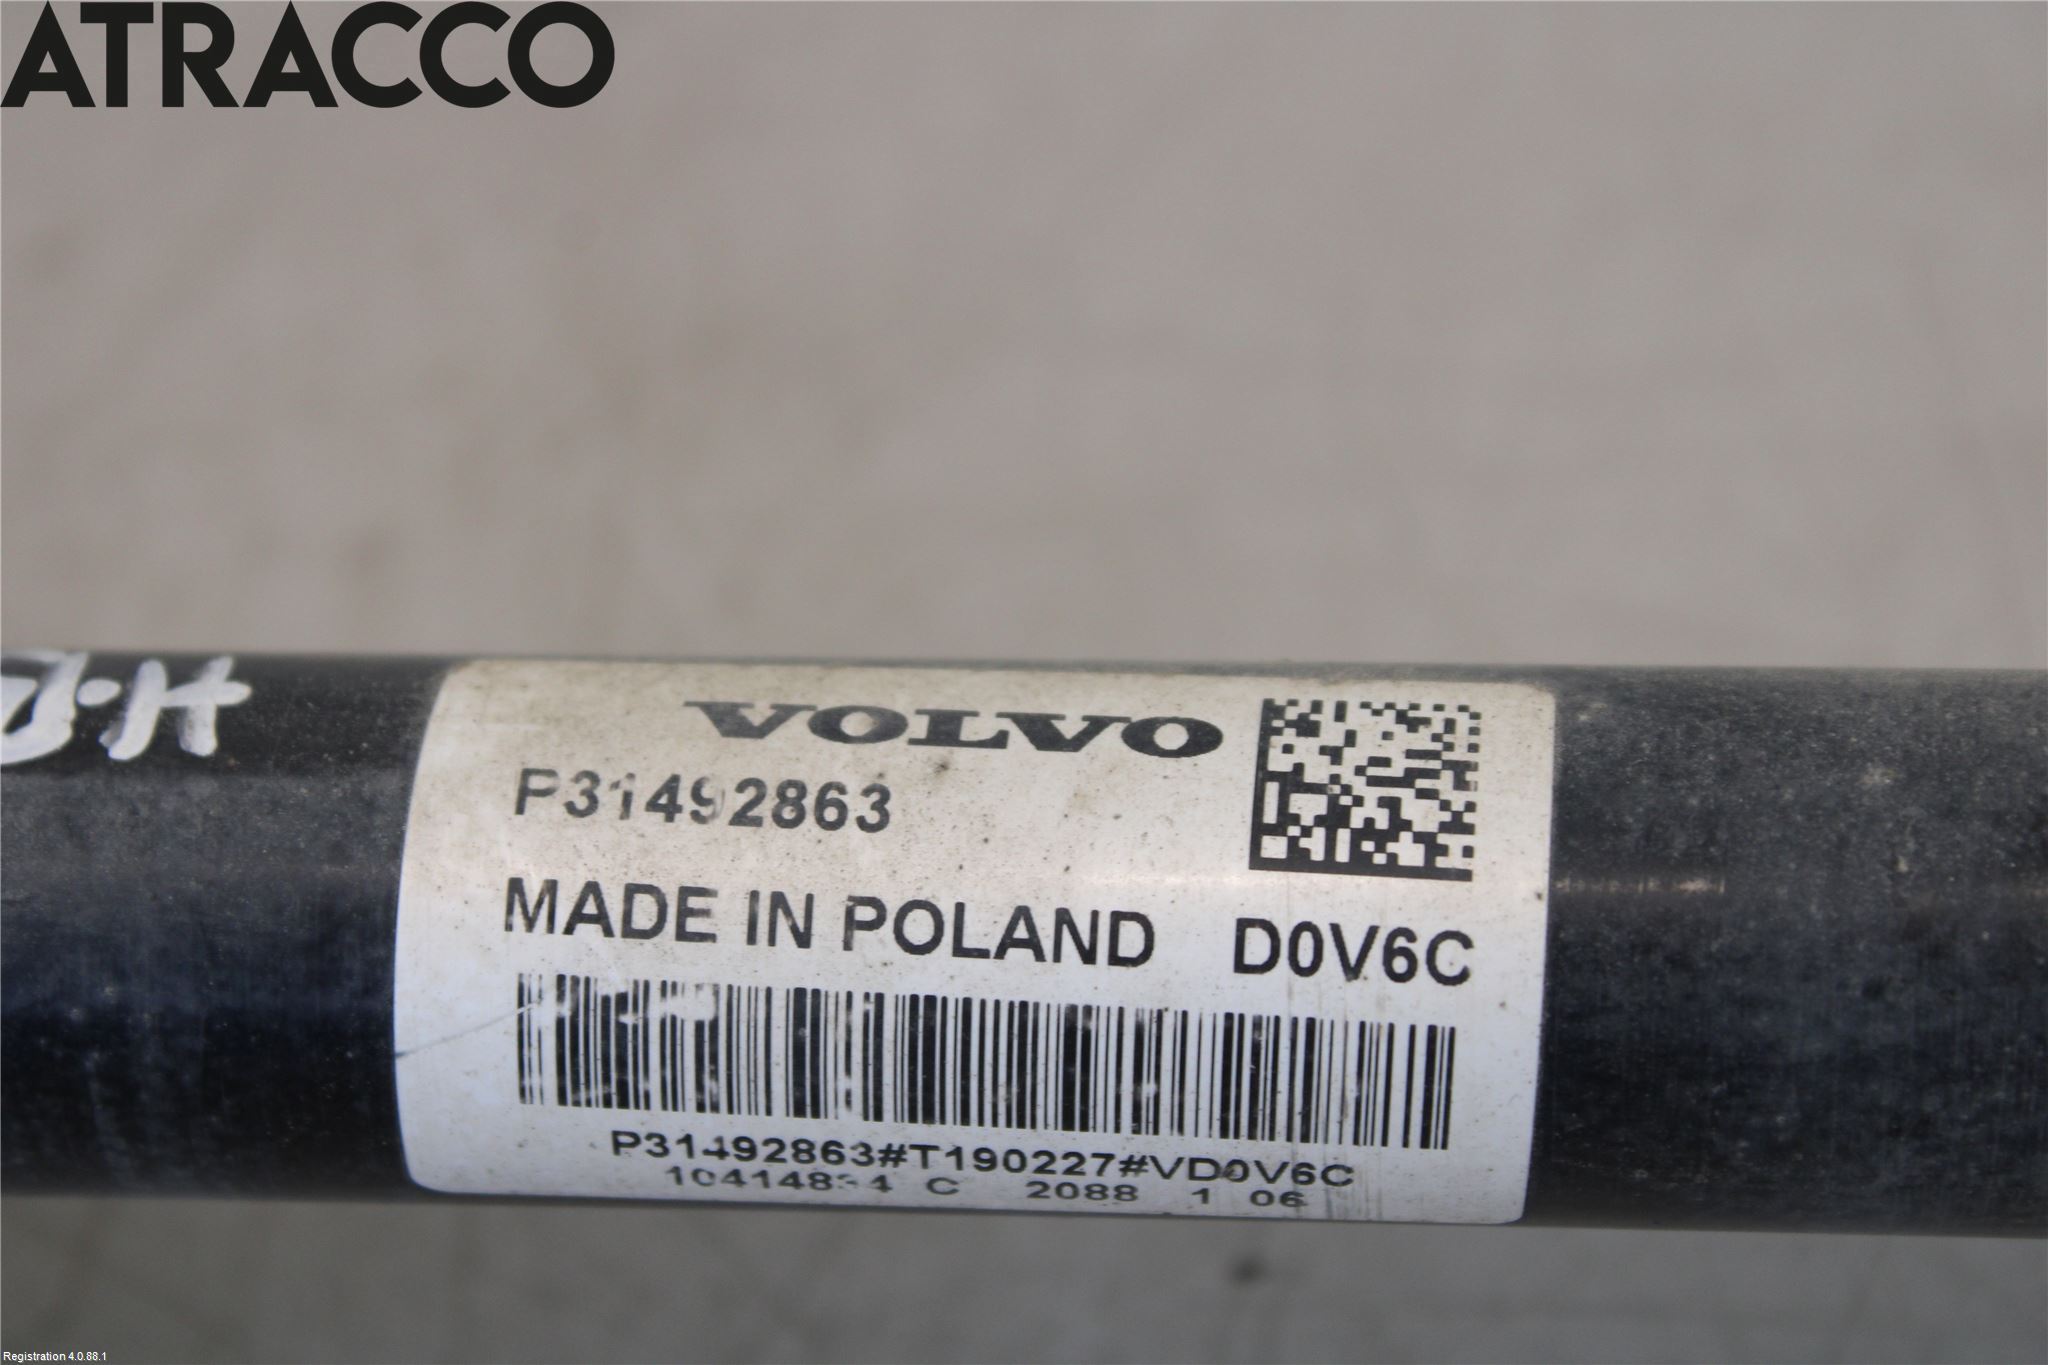 ATRACCO
VOLVO
P31492863
MADE IN POLAND D0V6C
P31492863#T190227#VD0V6C
C 2088 1 06
Registration 4.0.88.1